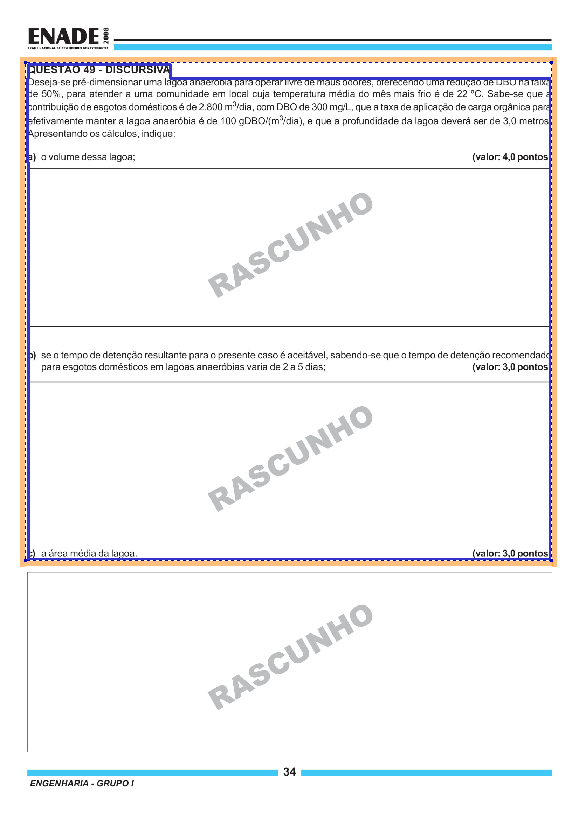 ENADE 2008
QUESTÃO 49 - DISCURSIVA
Deseja-se pré-dimensionar uma lagoa anaeróbia para operar livre de maus odores, oferecendo uma redução de DBO na faixa
de 50%, para atender a uma comunidade em local cuja temperatura média do mês mais frio é de 22 ºC. Sabe-se que a
contribuição de esgotos domésticos é de 2.800 m³/dia, com DBO de 300 mg/L, que a taxa de aplicação de carga orgânica para
efetivamente manter a lagoa anaeróbia é de 100 gDBO/(m³/dia), e que a profundidade da lagoa deverá ser de 3,0 metros.
Apresentando os cálculos, indique:
a) o volume dessa lagoa; (valor: 4,0 pontos)
RASCUNHO
b) se o tempo de detenção resultante para o presente caso é aceitável, sabendo-se que o tempo de detenção recomendado
para esgotos domésticos em lagoas anaeróbias varia de 2 a 5 dias; (valor: 3,0 pontos)
RASCUNHO
c) a área média da lagoa. (valor: 3,0 pontos)
RASCUNHO
34
ENGENHARIA - GRUPO I